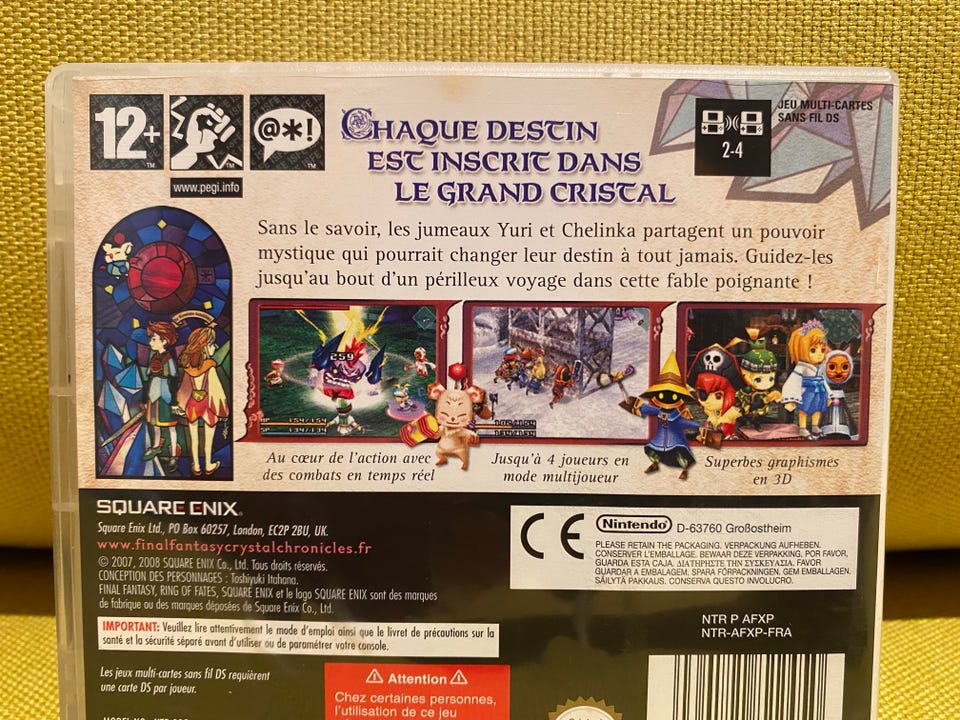 12+
TM
TM
@*!
TM
www.pegi.info
CHAQUE DESTIN
EST INSCRIT DANS
LE GRAND CRISTAL
2-4
JEU MULTI-CARTES
SANS FIL DS
Sans le savoir, les jumeaux Yuri et Chelinka partagent un pouvoir
mystique qui pourrait changer leur destin à tout jamais. Guidez-les
jusqu'au bout d'un périlleux voyage dans cette fable poignante !
259
HP 154/154
SP 134/134
Au cœur de l'action avec
des combats en temps réel
Jusqu'à 4 joueurs en
mode multijoueur
Superbes graphismes
en 3D
SQUARE ENIX®
Square Enix Ltd., PO Box 60257, London, EC2P 2BU, UK.
www.finalfantasycrystalchronicles.fr
© 2007, 2008 SQUARE ENIX Co., Ltd. Tous droits réservés.
CONCEPTION DES PERSONNAGES : Toshiyuki Itahana.
FINAL FANTASY, RING OF FATES, SQUARE ENIX et le logo SQUARE ENIX sont des marques
de fabrique ou des marques déposées de Square Enix Co., Ltd.
IMPORTANT: Veuillez lire attentivement le mode d'emploi ainsi que le livret de précautions sur la
santé et la sécurité séparé avant d'utiliser ou de paramétrer votre console.
Les jeux multi-cartes sans fil DS requièrent
une carte DS par joueur.
CE
Nintendo® D-63760 Großostheim
PLEASE RETAIN THE PACKAGING. VERPACKUNG AUFHEBEN.
CONSERVER L'EMBALLAGE. BEWAAR DEZE VERPAKKING. POR FAVOR,
GUARDA ESTA CAJA. ΔΙΑΤΗΡΗΣΤΕ ΤΗΝ ΣΥΣΚΕΥΑΣΙΑ. FAVOR
GUARDAR A EMBALAGEM. SPARA FÖRPACKNINGEN. GEM EMBALLAGEN.
SÄILYTÄ PAKKAUS. CONSERVA QUESTO INVOLUCRO.
NTR P AFXP
NTR-AFXP-FRA
Attention
Chez certaines personnes,
l'utilisation de ce jeu